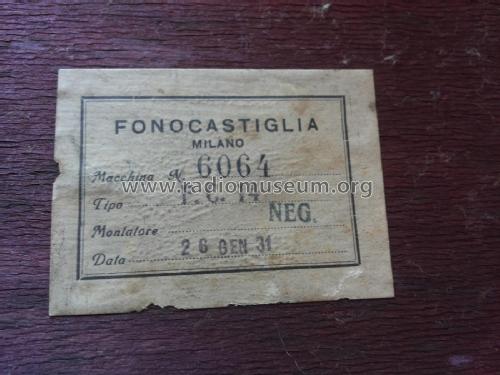 FONOCASTIGLIA
MILANO
Macchina N. 6064
www.radiomuseum.org
Tipo
NEG.
Montatore
Data 26 GEN 31